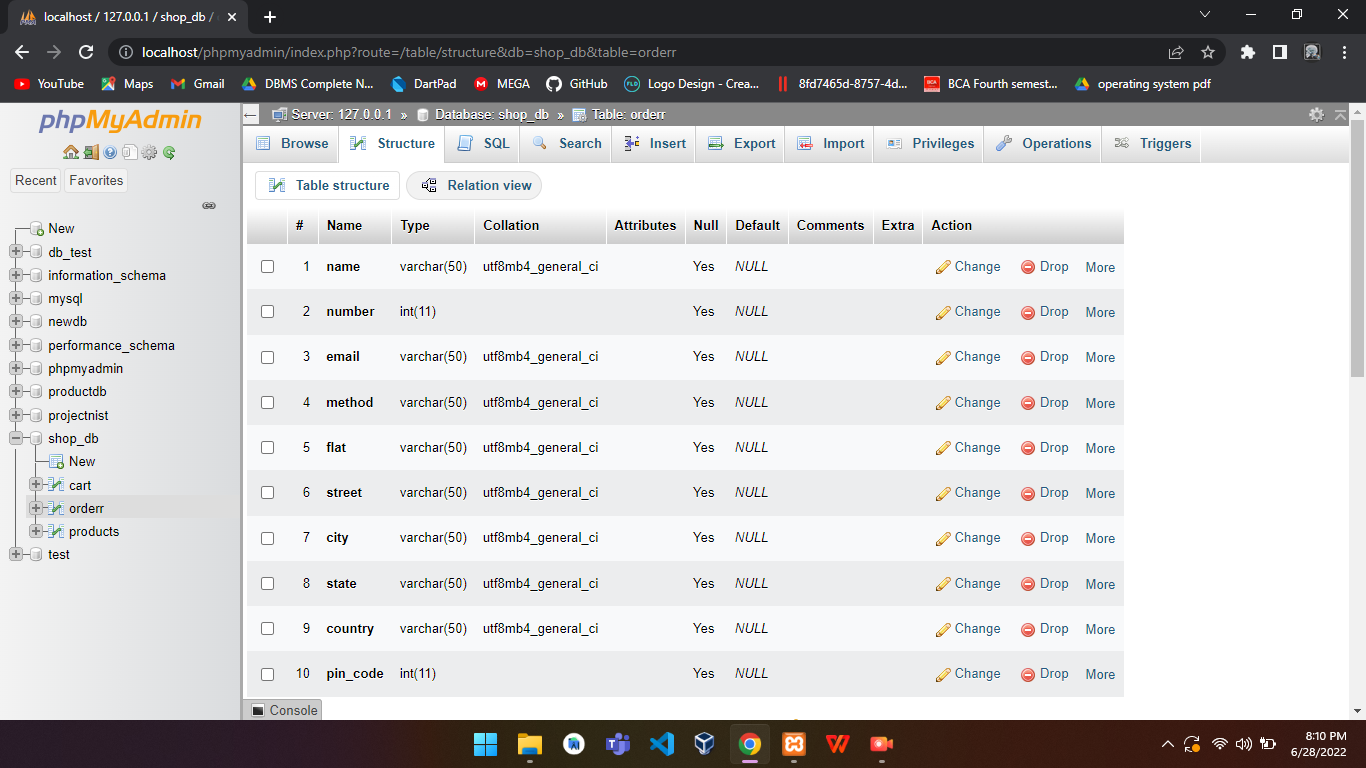 localhost / 127.0.0.1 / shop_db /
localhost/phpmyadmin/index.php?route=/table/structure&db=shop_db&table=orderr
YouTube Maps Gmail DBMS Complete N... DartPad MEGA GitHub Logo Design - Crea... 8fd7465d-8757-4d... BCA Fourth semest... operating system pdf
phpMyAdmin
Recent Favorites
New
db_test
information_schema
mysql
newdb
performance_schema
phpmyadmin
productdb
projectnist
shop_db
New
cart
orderr
products
test
Server: 127.0.0.1 » Database: shop_db » Table: orderr
Browse Structure SQL Search Insert Export Import Privileges Operations Triggers
Table structure Relation view
# Name Type Collation Attributes Null Default Comments Extra Action
1 name varchar(50) utf8mb4_general_ci Yes NULL Change Drop More
2 number int(11) Yes NULL Change Drop More
3 email varchar(50) utf8mb4_general_ci Yes NULL Change Drop More
4 method varchar(50) utf8mb4_general_ci Yes NULL Change Drop More
5 flat varchar(50) utf8mb4_general_ci Yes NULL Change Drop More
6 street varchar(50) utf8mb4_general_ci Yes NULL Change Drop More
7 city varchar(50) utf8mb4_general_ci Yes NULL Change Drop More
8 state varchar(50) utf8mb4_general_ci Yes NULL Change Drop More
9 country varchar(50) utf8mb4_general_ci Yes NULL Change Drop More
10 pin_code int(11) Yes NULL Change Drop More
Console
8:10 PM
6/28/2022